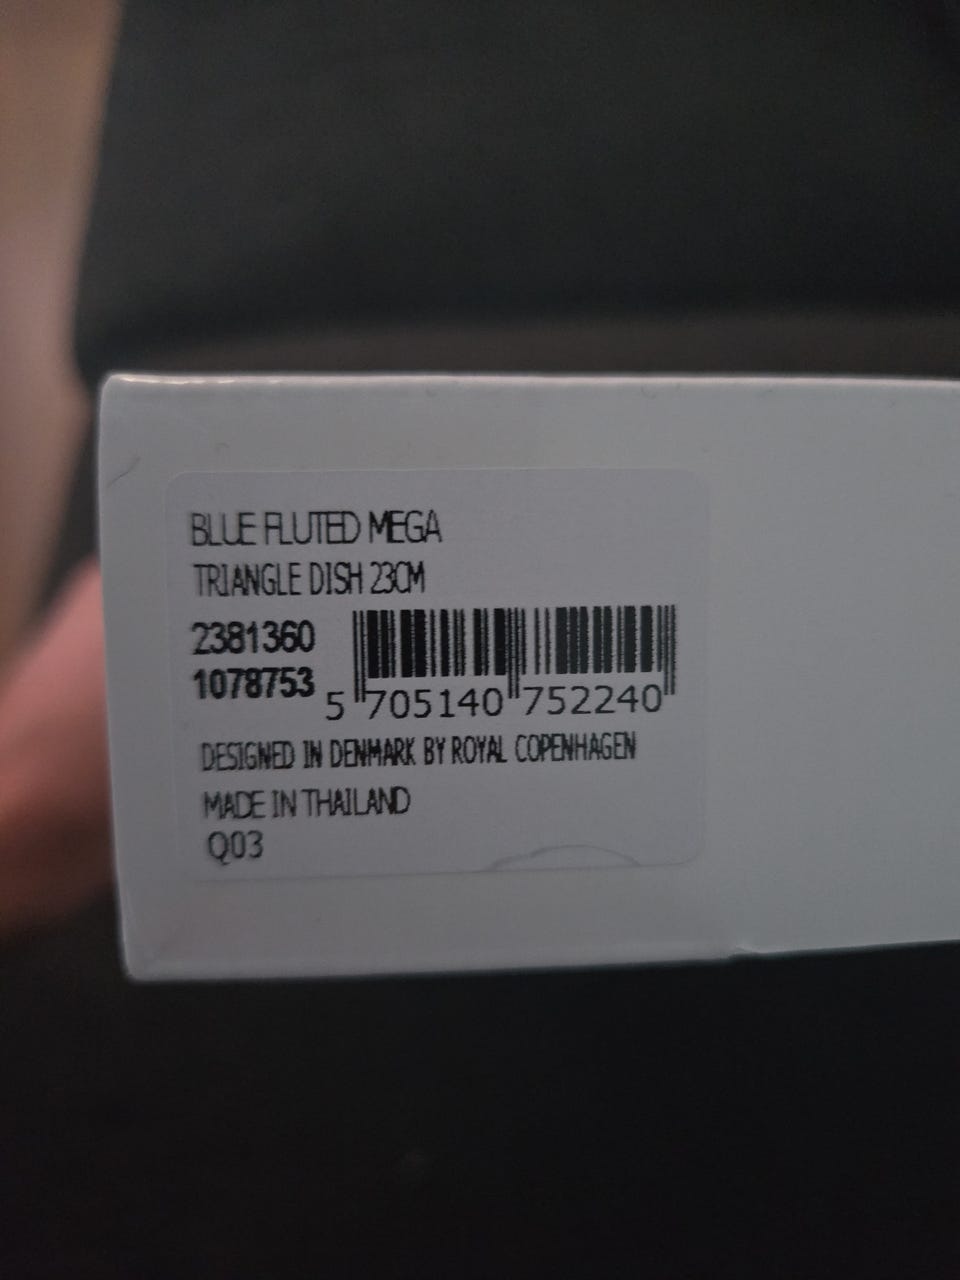 BLUE FLUTED MEGA
TRIANGLE DISH 23CM
2381360
1078753
5 705140 752240
DESIGNED IN DENMARK BY ROYAL COPENHAGEN
MADE IN THAILAND
Q03